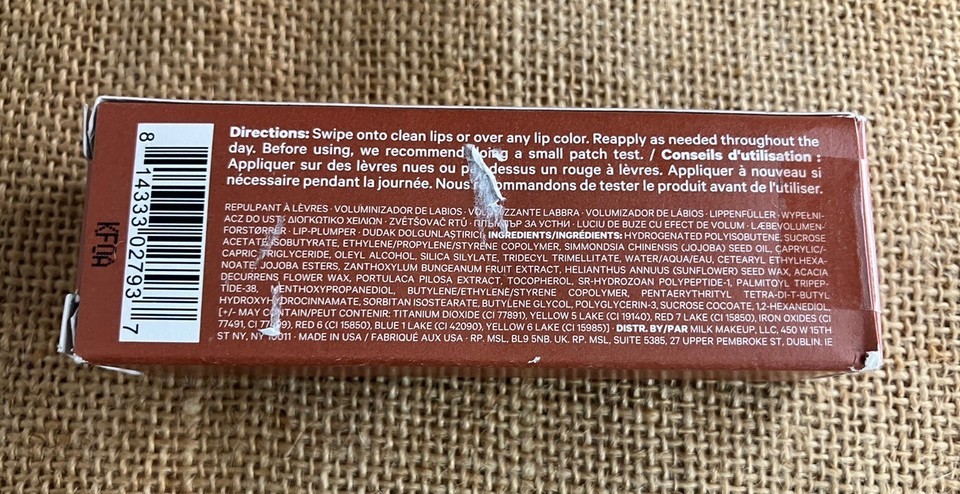 Directions: Swipe onto clean lips or over any lip color. Reapply as needed throughout the
day. Before using, we recommend a small patch test. / Conseils d'utilisation :
Appliquer sur des lèvres nues ou dessus un rouge à lèvres. Appliquer à nouveau si
nécessaire pendant la journée. Nous de tester le produit avant de l'utiliser.
REPULPANT À LÈVRES · VOLUMINIZADOR DE LABIOS · LABBRA · VOLUMIZADOR DE LÁBIOS · LIPPENFÜLLER · WYPEŁNI-
ACZ DO UST · ΔΙΟΓΚΩΤΙΚΟ ΧΕΙΛΙΩΝ · ZVĚTŠOVAČ RTŮ · ЗА УСТНИ · LUCIU DE BUZE CU EFECT DE VOLUM · LÆBEVOLUMEN-
FORSTØRRER · LIP-PLUMPER · DUDAK DOLGUNLAŞTIRICI · INGREDIENTS/INGRÉDIENTS: HYDROGENATED POLYISOBUTENE, SUCROSE
ACETATE ISOBUTYRATE, ETHYLENE/PROPYLENE/STYRENE COPOLYMER, SIMMONDSIA CHINENSIS (JOJOBA) SEED OIL, CAPRYLIC/
CAPRIC TRIGLYCERIDE, OLEYL ALCOHOL, SILICA SILYLATE, TRIDECYL TRIMELLITATE, WATER/AQUA/EAU, CETEARYL ETHYLHEXA-
NOATE, JOJOBA ESTERS, ZANTHOXYLUM BUNGEANUM FRUIT EXTRACT, HELIANTHUS ANNUUS (SUNFLOWER) SEED WAX, ACACIA
DECURRENS FLOWER WAX, PORTULACA PILOSA EXTRACT, TOCOPHEROL, SR-HYDROZOAN POLYPEPTIDE-1, PALMITOYL TRIPEP-
TIDE-38, MENTHOXYPROPANEDIOL, BUTYLENE/ETHYLENE/STYRENE COPOLYMER, PENTAERYTHRITYL TETRA-DI-T-BUTYL
HYDROXYHYDROCINNAMATE, SORBITAN ISOSTEARATE, BUTYLENE GLYCOL, POLYGLYCERIN-3, SUCROSE COCOATE, 1,2-HEXANEDIOL,
[+/- MAY CONTAIN/PEUT CONTENIR: TITANIUM DIOXIDE (CI 77891), YELLOW 5 LAKE (CI 19140), RED 7 LAKE (CI 15850), IRON OXIDES (CI
77491, CI 77499), RED 6 (CI 15850), BLUE 1 LAKE (CI 42090), YELLOW 6 LAKE (CI 15985)] · DISTR. BY/PAR MILK MAKEUP, LLC, 450 W 15TH
ST NY, NY 10011 · MADE IN USA / FABRIQUÉ AUX USA · RP. MSL, BL9 5NB. UK. RP. MSL, SUITE 5385, 27 UPPER PEMBROKE ST, DUBLIN. IE
8 14333 02793 7